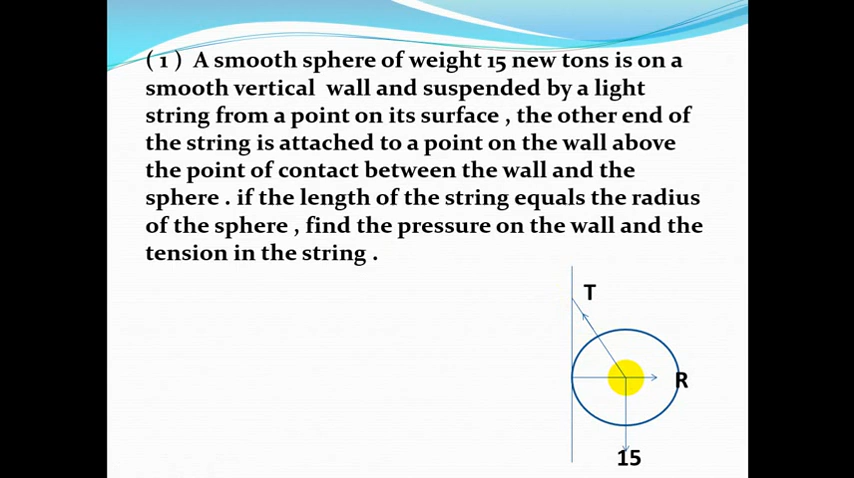 ( 1 )  A smooth sphere of weight 15 new tons is on a
smooth vertical  wall and suspended by a light
string from a point on its surface , the other end of
the string is attached to a point on the wall above
the point of contact between the wall and the
sphere . if the length of the string equals the radius
of the sphere , find the pressure on the wall and the
tension in the string .
T
R
15